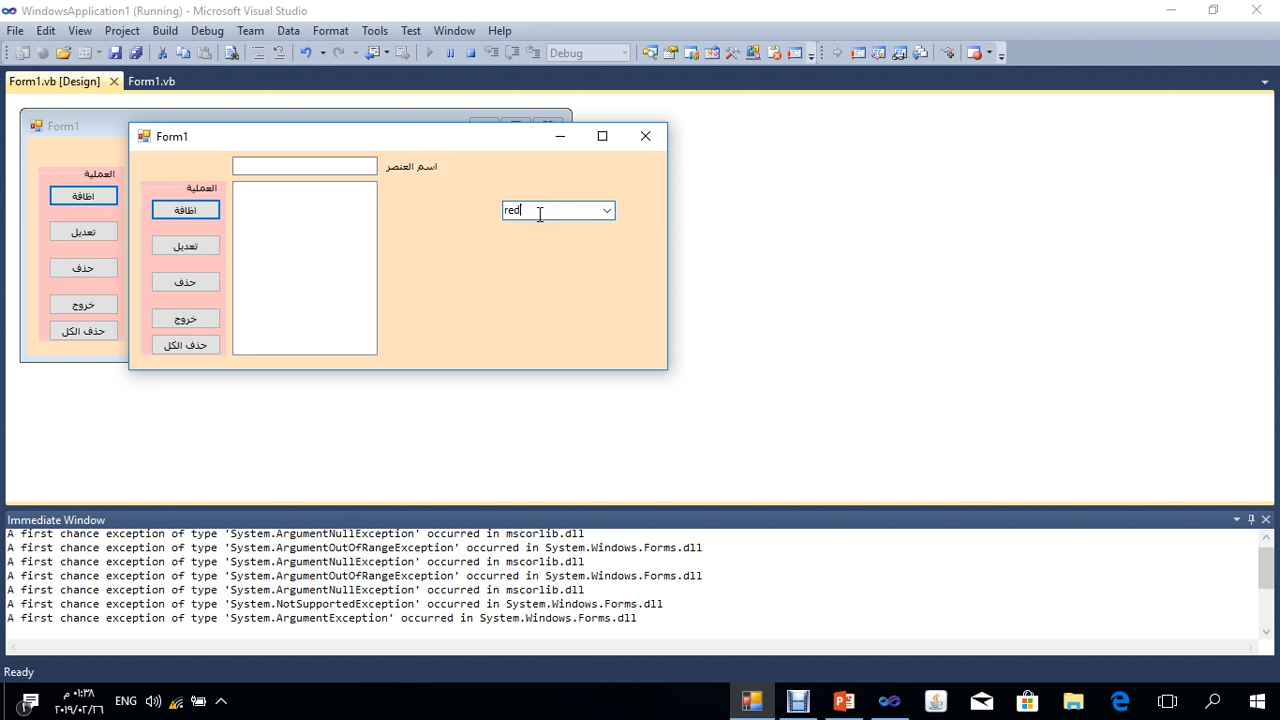 WindowsApplication1 (Running) - Microsoft Visual Studio
File Edit View Project Build Debug Team Data Format Tools Test Window Help
Debug
Form1.vb [Design] Form1.vb
Form1
العملية
اظافة
تعديل
حذف
خروج
حذف الكل
Form1
اسم العنصر
العملية
اظافة
تعديل
حذف
خروج
حذف الكل
red
Immediate Window
A first chance exception of type 'System.ArgumentNullException' occurred in mscorlib.dll
A first chance exception of type 'System.ArgumentOutOfRangeException' occurred in System.Windows.Forms.dll
A first chance exception of type 'System.ArgumentNullException' occurred in mscorlib.dll
A first chance exception of type 'System.ArgumentOutOfRangeException' occurred in System.Windows.Forms.dll
A first chance exception of type 'System.ArgumentNullException' occurred in mscorlib.dll
A first chance exception of type 'System.NotSupportedException' occurred in System.Windows.Forms.dll
A first chance exception of type 'System.ArgumentException' occurred in System.Windows.Forms.dll
Ready
ENG
٠١:٣٨ م
٢٠١٩/٠٢/٢٦